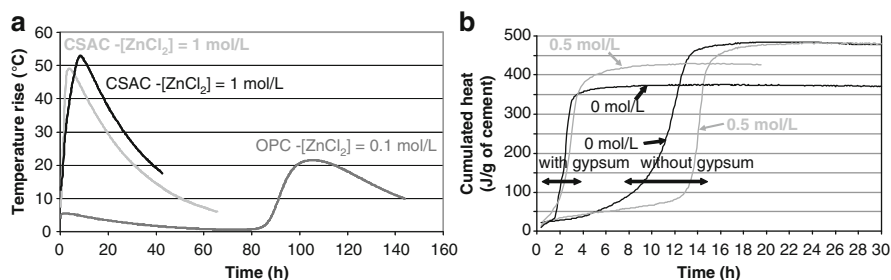 a
Temperature rise (°C)
60
50
40
30
20
10
0
CSAC -[ZnCl2] = 1 mol/L
CSAC -[ZnCl2] = 1 mol/L
OPC -[ZnCl2] = 0.1 mol/L
0 20 40 60 80 100 120 140 160
Time (h)
b
Cumulated heat
(J/g of cement)
500
400
300
200
100
0
0.5 mol/L
0 mol/L
0 mol/L
0.5 mol/L
with gypsum
without gypsum
0 2 4 6 8 10 12 14 16 18 20 22 24 26 28 30
Time (h)